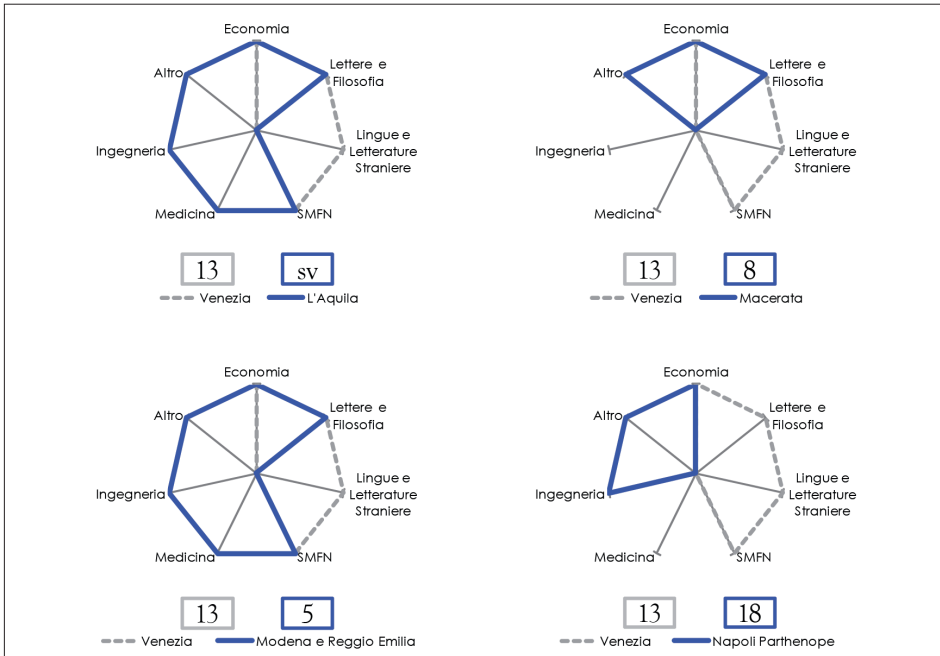 Economia
Altro
Lettere e
Filosofia
Ingegneria
Lingue e
Letterature
Straniere
Medicina
SMFN
13
sv
Venezia
L'Aquila
Economia
Altro
Lettere e
Filosofia
Ingegneria
Lingue e
Letterature
Straniere
Medicina
SMFN
13
8
Venezia
Macerata
Economia
Altro
Lettere e
Filosofia
Ingegneria
Lingue e
Letterature
Straniere
Medicina
SMFN
13
5
Venezia
Modena e Reggio Emilia
Economia
Altro
Lettere e
Filosofia
Ingegneria
Lingue e
Letterature
Straniere
Medicina
SMFN
13
18
Venezia
Napoli Parthenope